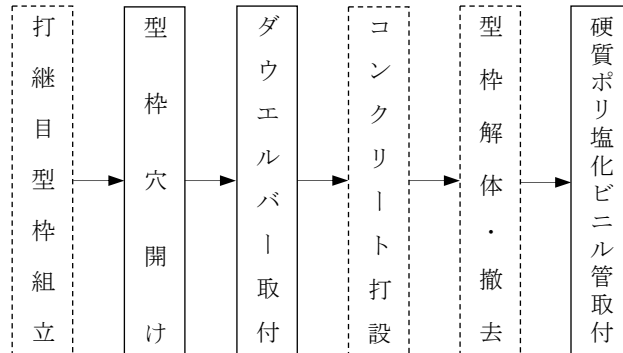 打継目型枠組立
型枠穴開け
ダウエルバー取付
コンクリート打設
型枠解体・撤去
硬質ポリ塩化ビニル管取付